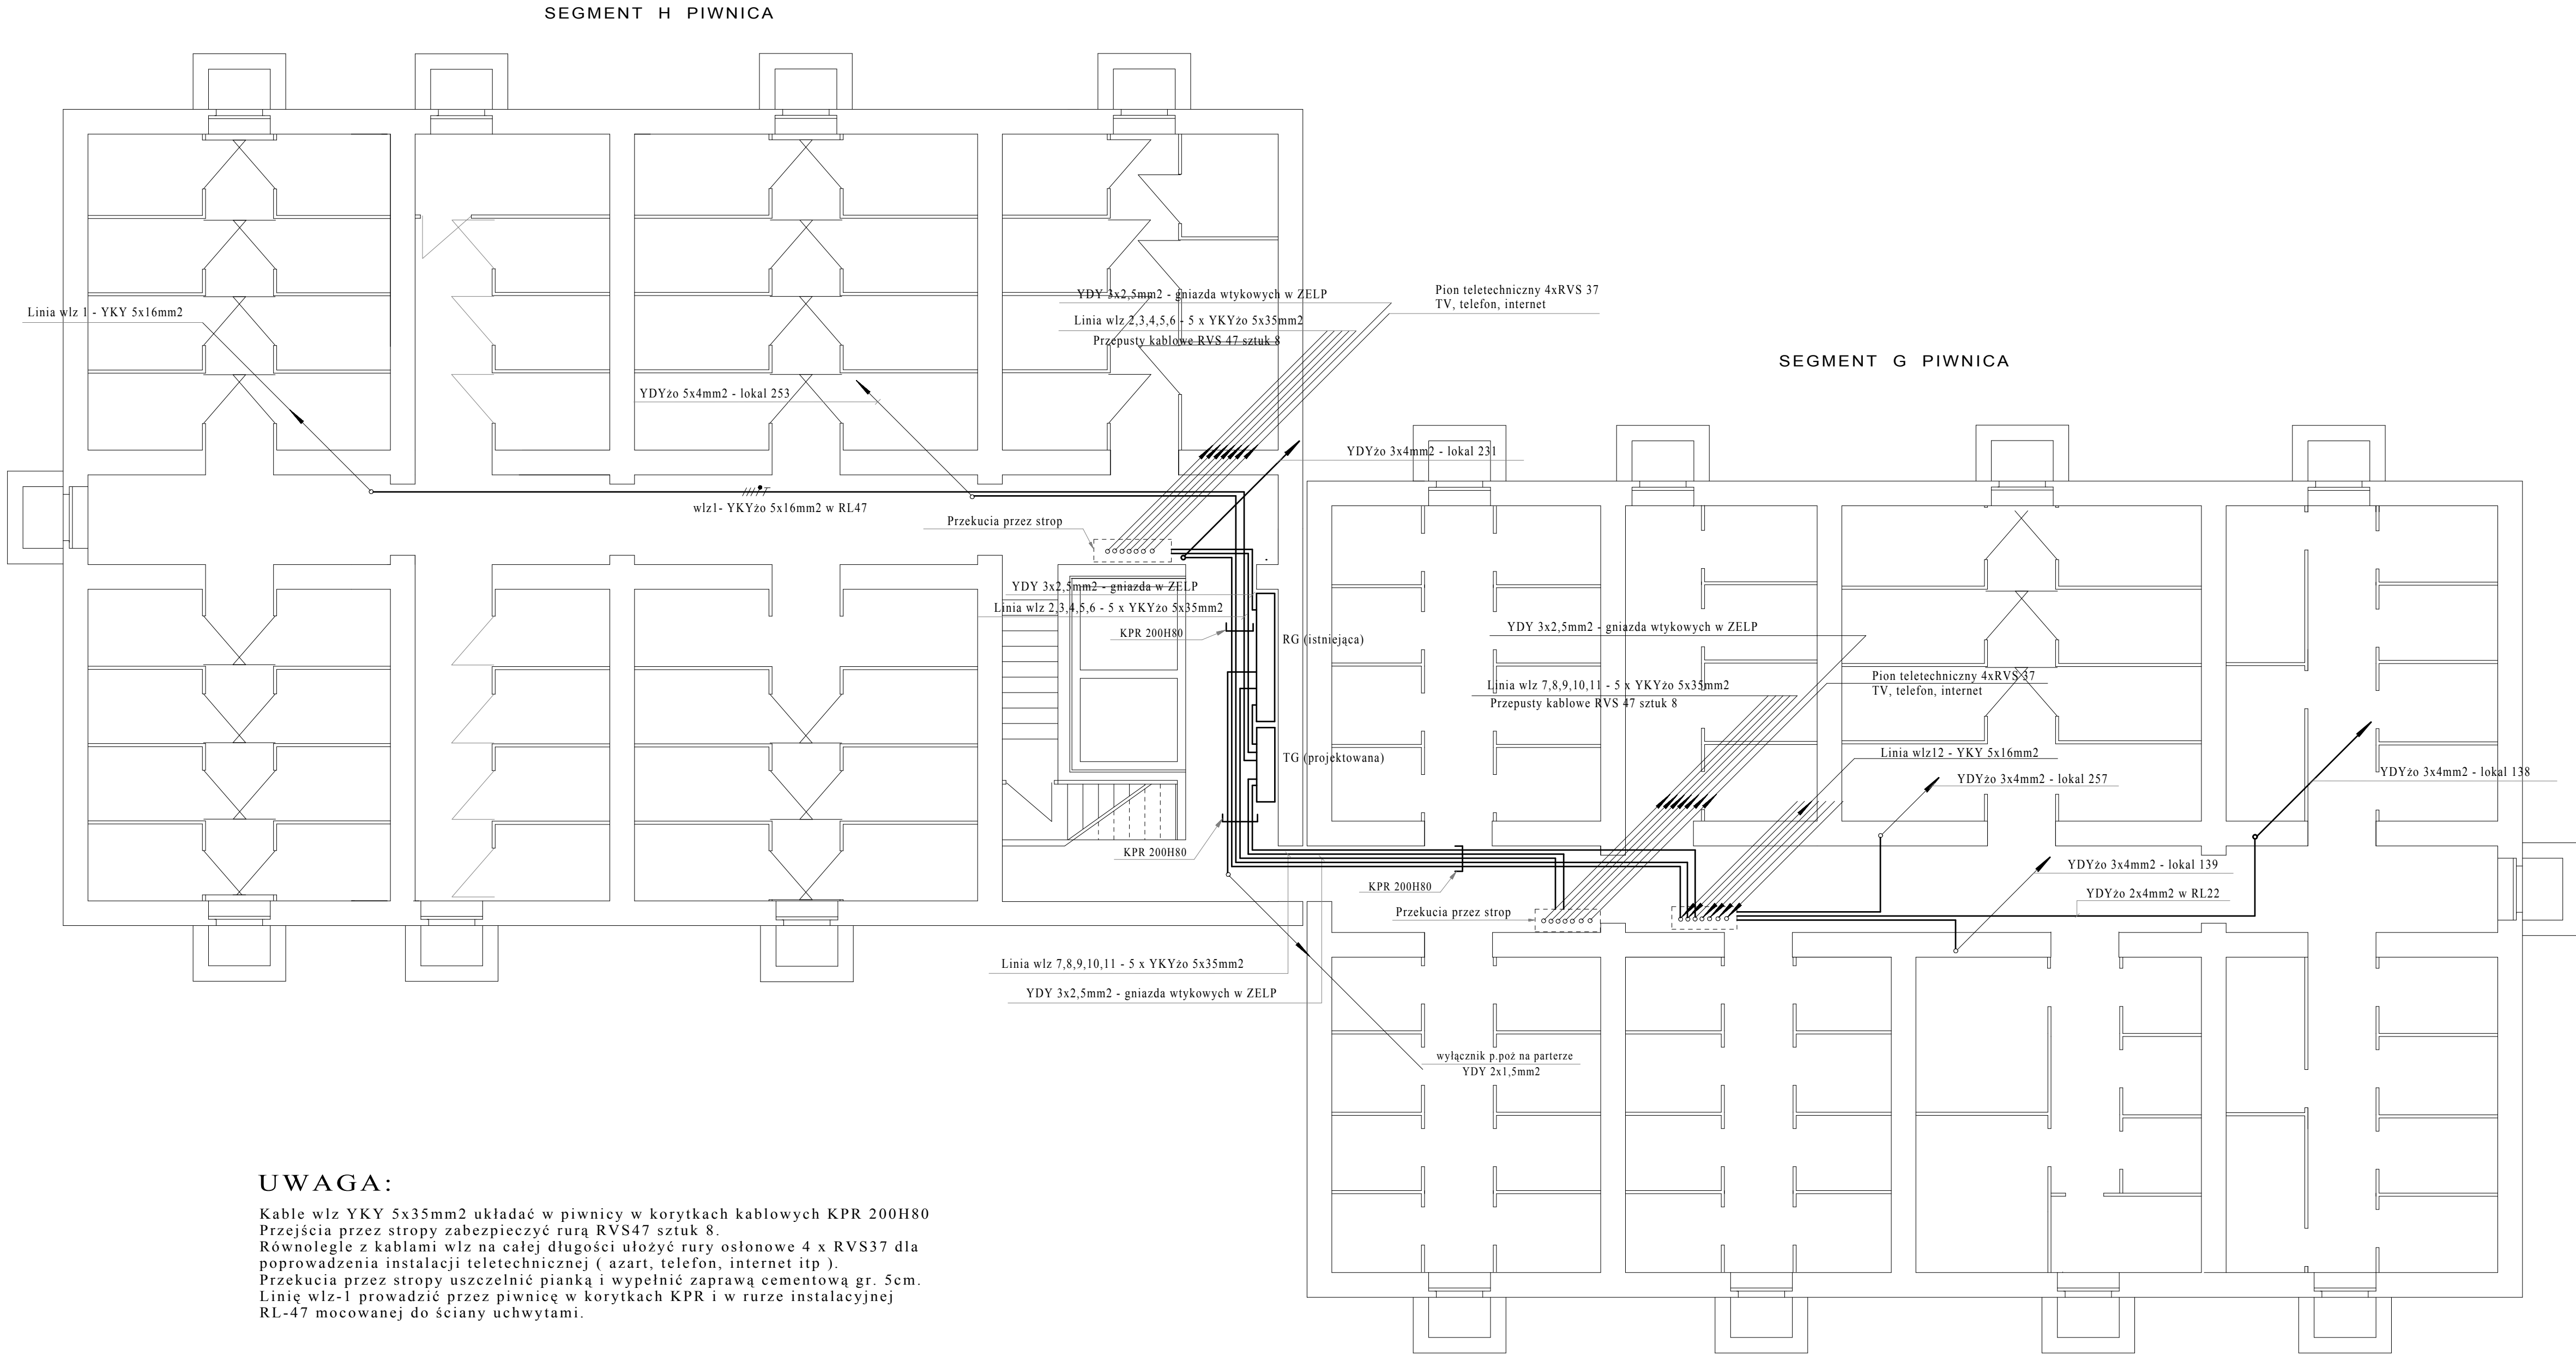 SEGMENT H PIWNICA
Linia wlz 1 - YKY 5x16mm2
YDYżo 5x4mm2 - lokal 253
wlz1- YKYżo 5x16mm2 w RL47
YDY 3x2,5mm2 - gniazda wtykowych w ZELP
Linia wlz 2,3,4,5,6 - 5 x YKYżo 5x35mm2
Przepusty kablowe RVS 47 sztuk 8
Pion teletechniczny 4xRVS 37
TV, telefon, internet
YDYżo 3x4mm2 - lokal 231
Przekucia przez strop
YDY 3x2,5mm2 - gniazda w ZELP
Linia wlz 2,3,4,5,6 - 5 x YKYżo 5x35mm2
KPR 200H80
RG (istniejąca)
TG (projektowana)
KPR 200H80
SEGMENT G PIWNICA
YDY 3x2,5mm2 - gniazda wtykowych w ZELP
Linia wlz 7,8,9,10,11 - 5 x YKYżo 5x35mm2
Przepusty kablowe RVS 47 sztuk 8
Pion teletechniczny 4xRVS 37
TV, telefon, internet
Linia wlz12 - YKY 5x16mm2
YDYżo 3x4mm2 - lokal 257
YDYżo 3x4mm2 - lokal 138
YDYżo 3x4mm2 - lokal 139
YDYżo 2x4mm2 w RL22
KPR 200H80
Przekucia przez strop
Linia wlz 7,8,9,10,11 - 5 x YKYżo 5x35mm2
YDY 3x2,5mm2 - gniazda wtykowych w ZELP
wyłącznik p.poż na parterze
YDY 2x1,5mm2
UWAGA:
Kable wlz YKY 5x35mm2 układać w piwnicy w korytkach kablowych KPR 200H80
Przejścia przez stropy zabezpieczyć rurą RVS47 sztuk 8.
Równolegle z kablami wlz na całej długości ułożyć rury osłonowe 4 x RVS37 dla
poprowadzenia instalacji teletechnicznej ( azart, telefon, internet itp ).
Przekucia przez stropy uszczelnić pianką i wypełnić zaprawą cementową gr. 5cm.
Linię wlz-1 prowadzić przez piwnicę w korytkach KPR i w rurze instalacyjnej
RL-47 mocowanej do ściany uchwytami.